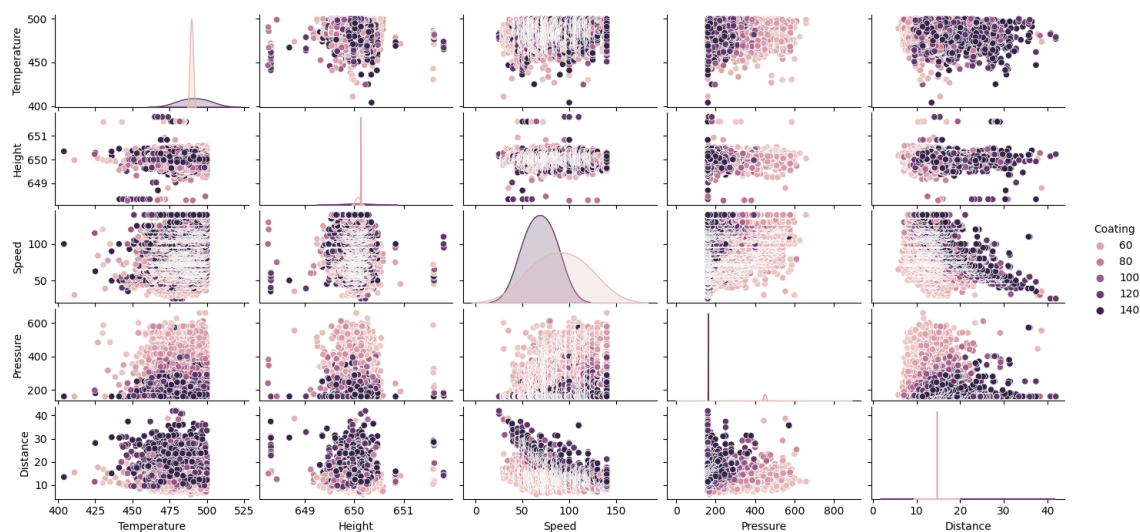 Temperature
500
450
400
Height
651
650
649
Speed
100
50
Pressure
600
400
200
Distance
40
30
20
10
Coating
60
80
100
120
140
400 425 450 475 500 525
649 650 651
0 50 100 150
0 200 400 600 800
0 10 20 30 40
Temperature Height Speed Pressure Distance